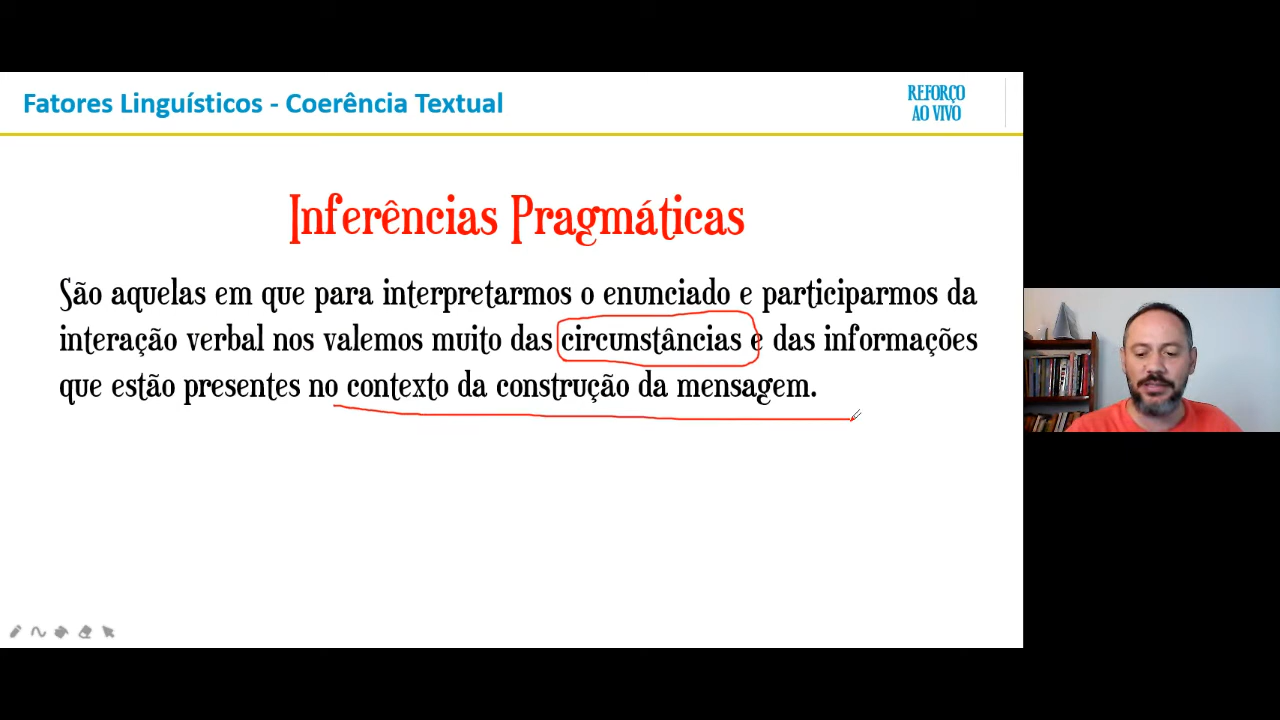 Fatores Linguísticos - Coerência Textual
REFORÇO
AO VIVO
Inferências Pragmáticas
São aquelas em que para interpretarmos o enunciado e participarmos da
interação verbal nos valemos muito das circunstâncias e das informações
que estão presentes no contexto da construção da mensagem.